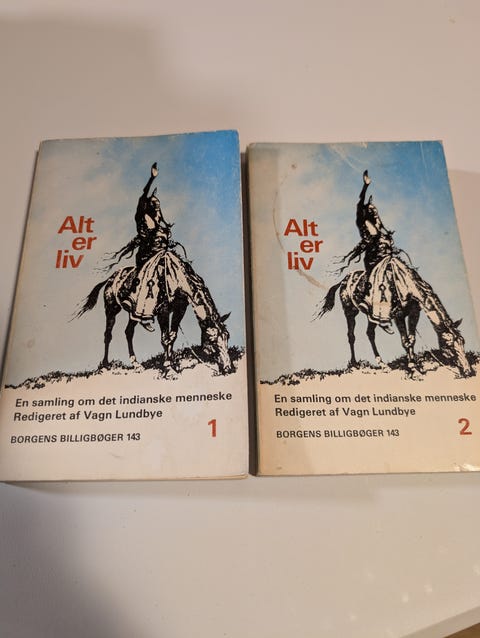 Alt
er
liv
En samling om det indianske menneske
Redigeret af Vagn Lundbye
BORGENS BILLIGBØGER 143
1
Alt
er
liv
En samling om det indianske menneske
Redigeret af Vagn Lundbye
BORGENS BILLIGBØGER 143
2